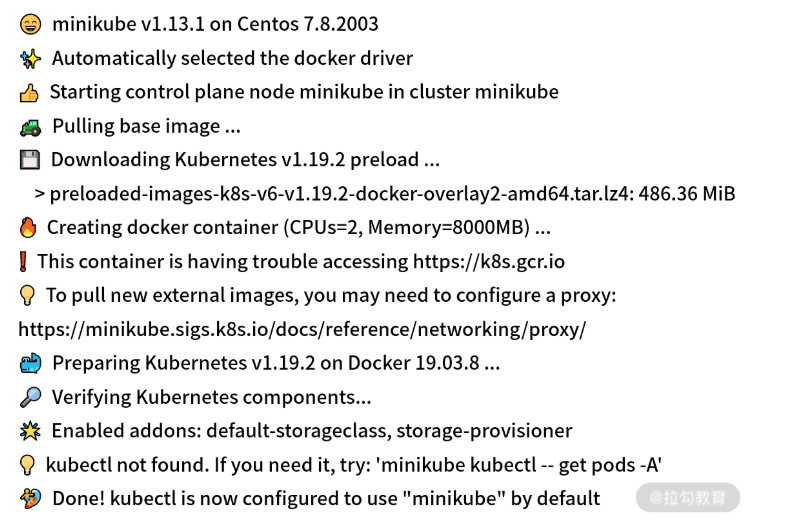 😄 minikube v1.13.1 on Centos 7.8.2003
✨ Automatically selected the docker driver
👍 Starting control plane node minikube in cluster minikube
🚜 Pulling base image ...
💾 Downloading Kubernetes v1.19.2 preload ...
> preloaded-images-k8s-v6-v1.19.2-docker-overlay2-amd64.tar.lz4: 486.36 MiB
🔥 Creating docker container (CPUs=2, Memory=8000MB) ...
❗ This container is having trouble accessing https://k8s.gcr.io
💡 To pull new external images, you may need to configure a proxy:
https://minikube.sigs.k8s.io/docs/reference/networking/proxy/
🐳 Preparing Kubernetes v1.19.2 on Docker 19.03.8 ...
🔎 Verifying Kubernetes components...
🌟 Enabled addons: default-storageclass, storage-provisioner
💡 kubectl not found. If you need it, try: 'minikube kubectl -- get pods -A'
🏄 Done! kubectl is now configured to use "minikube" by default
@拉勾教育